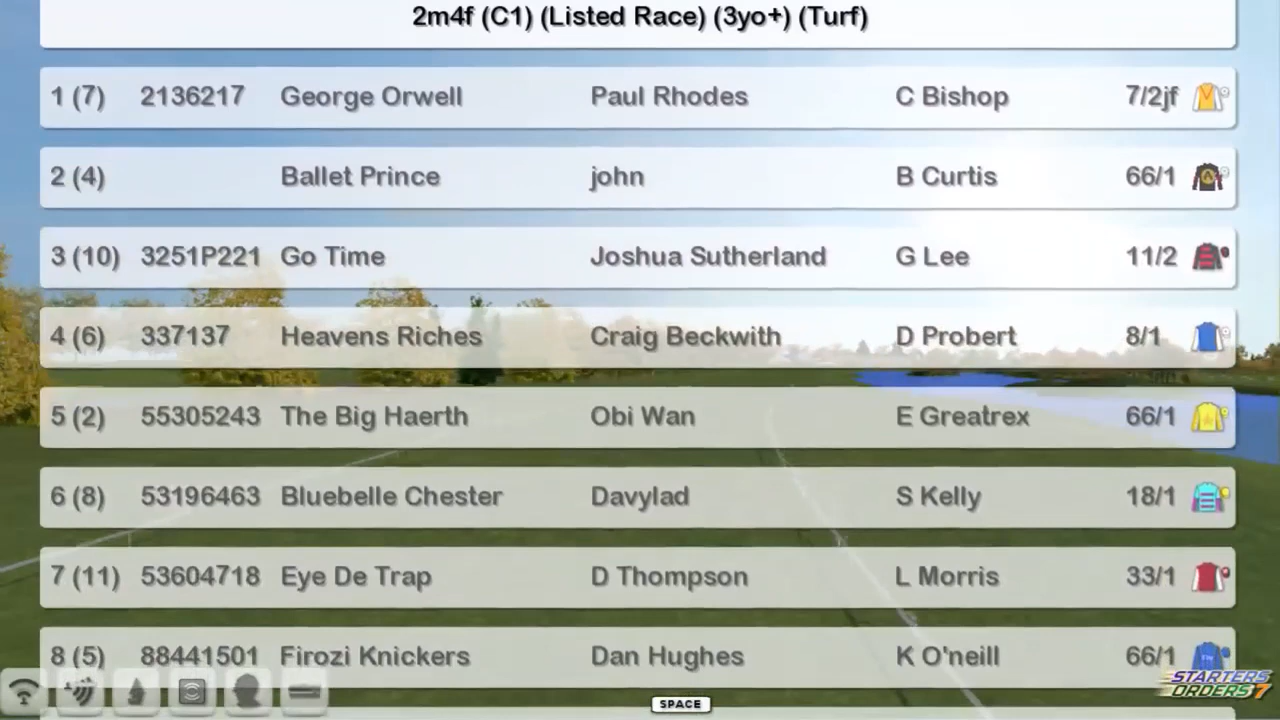 2m4f (C1) (Listed Race) (3yo+) (Turf)
1 (7) 2136217 George Orwell Paul Rhodes C Bishop 7/2jf
2 (4) Ballet Prince john B Curtis 66/1
3 (10) 3251P221 Go Time Joshua Sutherland G Lee 11/2
4 (6) 337137 Heavens Riches Craig Beckwith D Probert 8/1
5 (2) 55305243 The Big Haerth Obi Wan E Greatrex 66/1
6 (8) 53196463 Bluebelle Chester Davylad S Kelly 18/1
7 (11) 53604718 Eye De Trap D Thompson L Morris 33/1
8 (5) 88441501 Firozi Knickers Dan Hughes K O'neill 66/1
STARTERS
ORDERS 7
SPACE